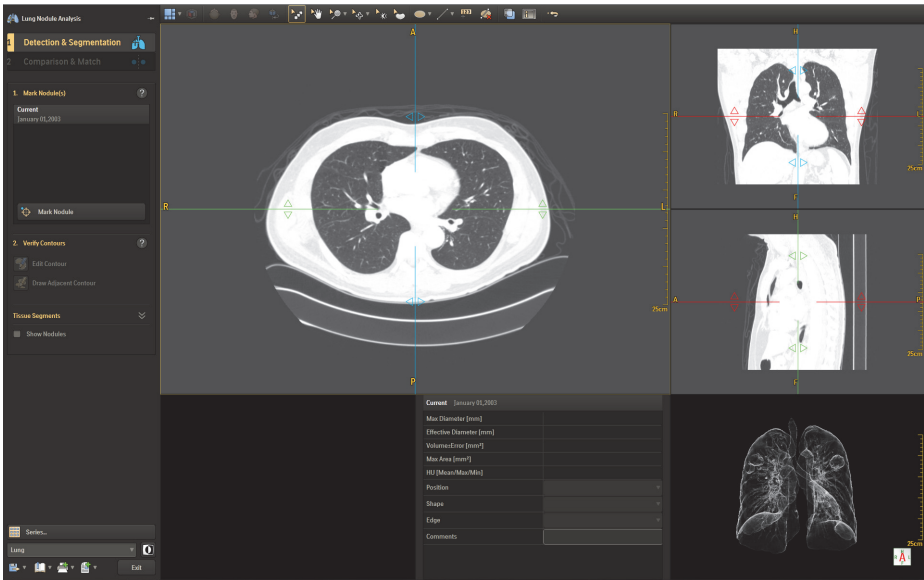 Lung Nodule Analysis
1 Detection & Segmentation
2 Comparison & Match
1. Mark Nodule(s) ?
Current
January 01,2003
Mark Nodule
2. Verify Contours ?
Edit Contour
Draw Adjacent Contour
Tissue Segments
Show Nodules
Series...
Lung
Exit
A
R
L
25cm
P
H
R
L
25cm
F
H
A
P
25cm
F
Current January 01,2003
Max Diameter [mm]
Effective Diameter [mm]
Volume±Error [mm³]
Max Area [mm²]
HU [Mean/Max/Min]
Position
Shape
Edge
Comments
25cm
A